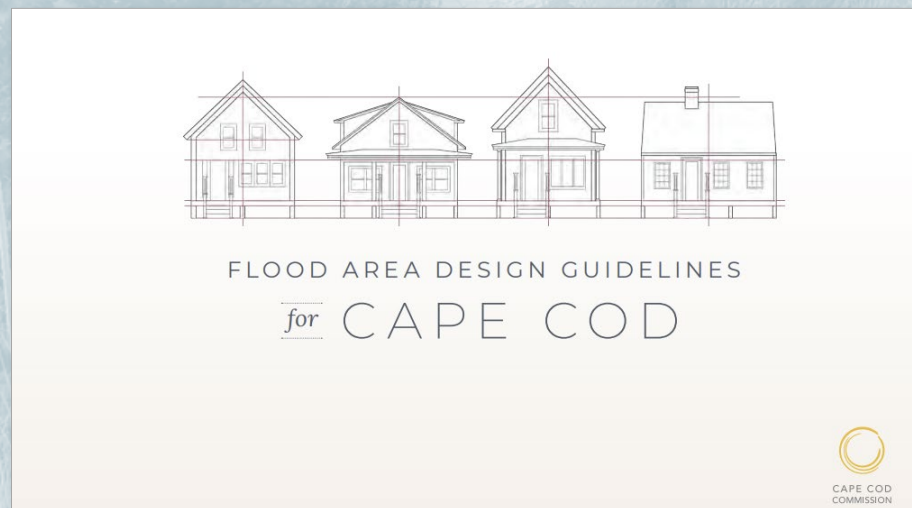 FLOOD AREA DESIGN GUIDELINES
for CAPE COD
CAPE COD
COMMISSION